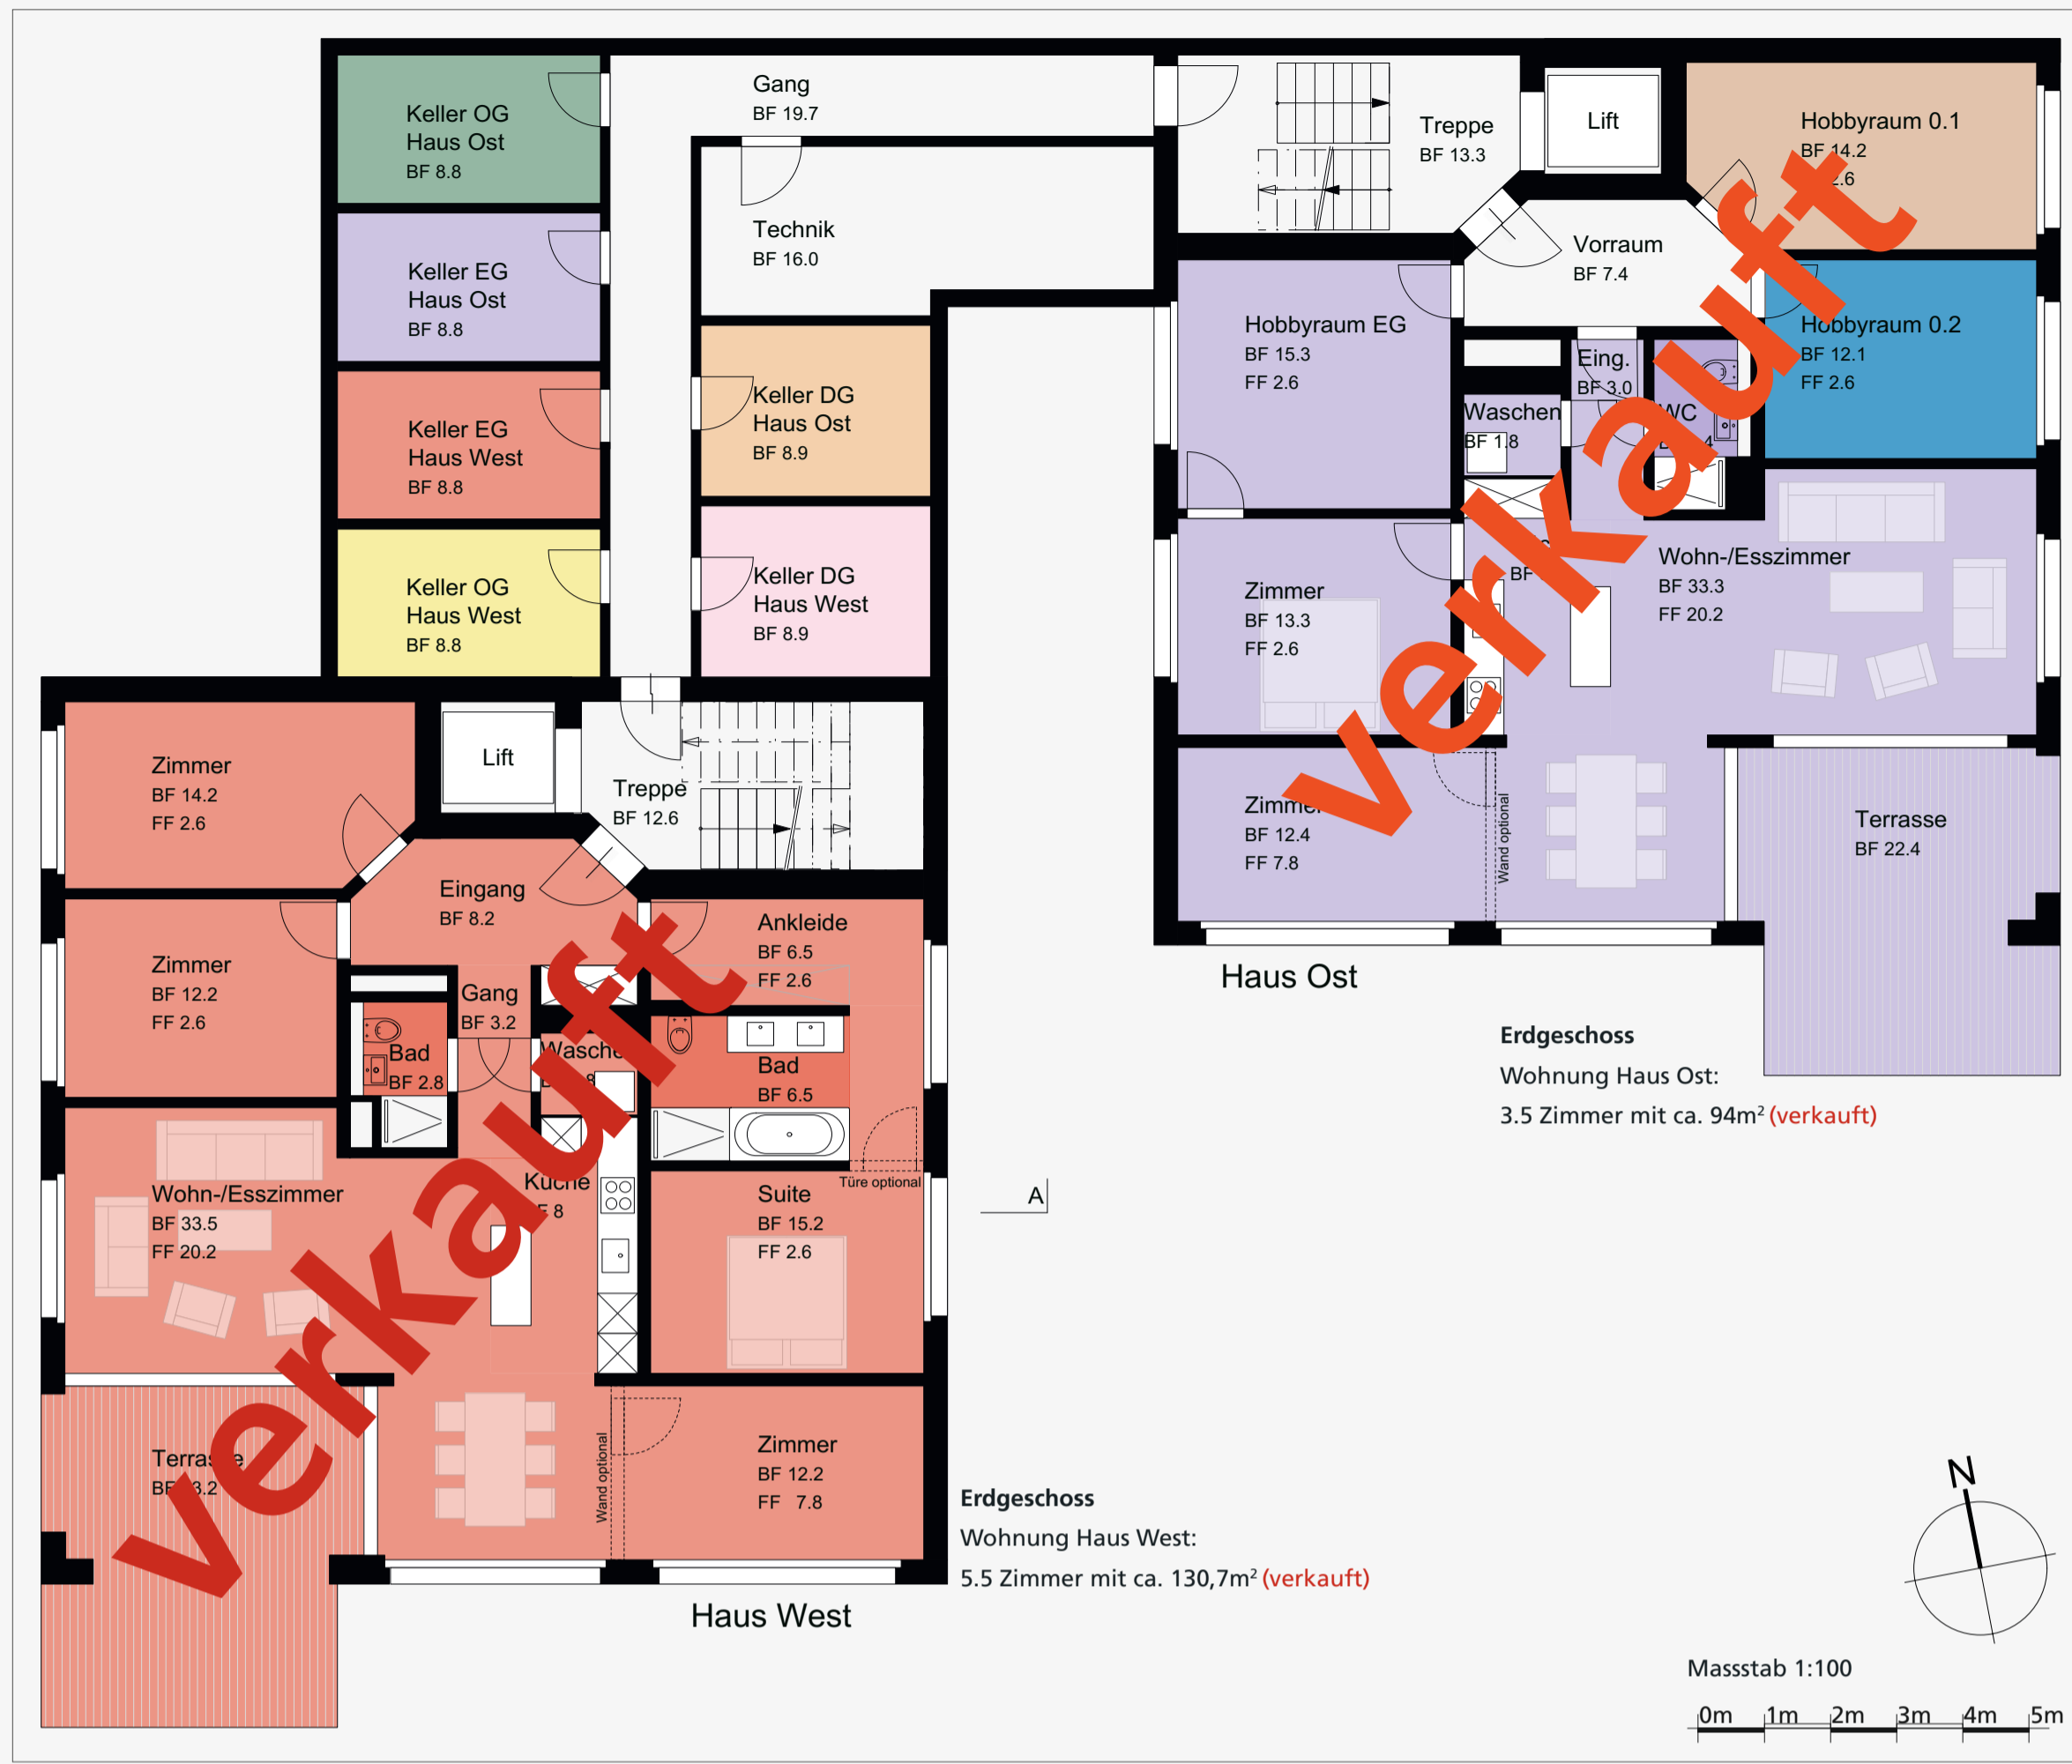 Keller OG
Haus Ost
BF 8.8
Gang
BF 19.7
Treppe
BF 13.3
Lift
Hobbyraum 0.1
BF 14.2
2.6
Technik
BF 16.0
Vorraum
BF 7.4
Keller EG
Haus Ost
BF 8.8
Hobbyraum EG
BF 15.3
FF 2.6
Eing.
BF 3.0
Hobbyraum 0.2
BF 12.1
FF 2.6
Waschen
BF 1.8
WC
Keller DG
Haus Ost
BF 8.9
Keller EG
Haus West
BF 8.8
Keller DG
Haus West
BF 8.9
Keller OG
Haus West
BF 8.8
Zimmer
BF 13.3
FF 2.6
BF
Wohn-/Esszimmer
BF 33.3
FF 20.2
Zimmer
BF 12.4
FF 7.8
Wand optional
Terrasse
BF 22.4
verkauft
Haus Ost
Erdgeschoss
Wohnung Haus Ost:
3.5 Zimmer mit ca. 94m² (verkauft)
Zimmer
BF 14.2
FF 2.6
Lift
Treppe
BF 12.6
Eingang
BF 8.2
Ankleide
BF 6.5
FF 2.6
Zimmer
BF 12.2
FF 2.6
Gang
BF 3.2
Bad
BF 2.8
Waschen
Bad
BF 6.5
Türe optional
Wohn-/Esszimmer
BF 33.5
FF 20.2
Küche
8
Suite
BF 15.2
FF 2.6
A
Terrasse
Wand optional
Zimmer
BF 12.2
FF 7.8
verkauft
Haus West
Erdgeschoss
Wohnung Haus West:
5.5 Zimmer mit ca. 130,7m² (verkauft)
N
Massstab 1:100
0m 1m 2m 3m 4m 5m